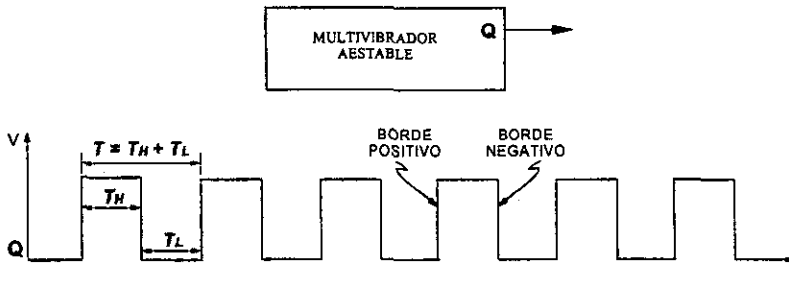 MULTIVIBRADOR
AESTABLE
Q
V
T = TH + TL
TH
TL
BORDE
POSITIVO
BORDE
NEGATIVO
Q